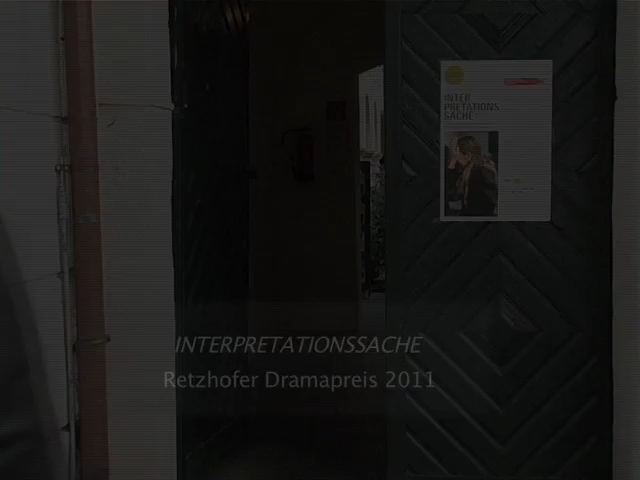 INTER
PRETATIONS
SACHE
INTERPRETATIONSSACHE
Retzhofer Dramapreis 2011